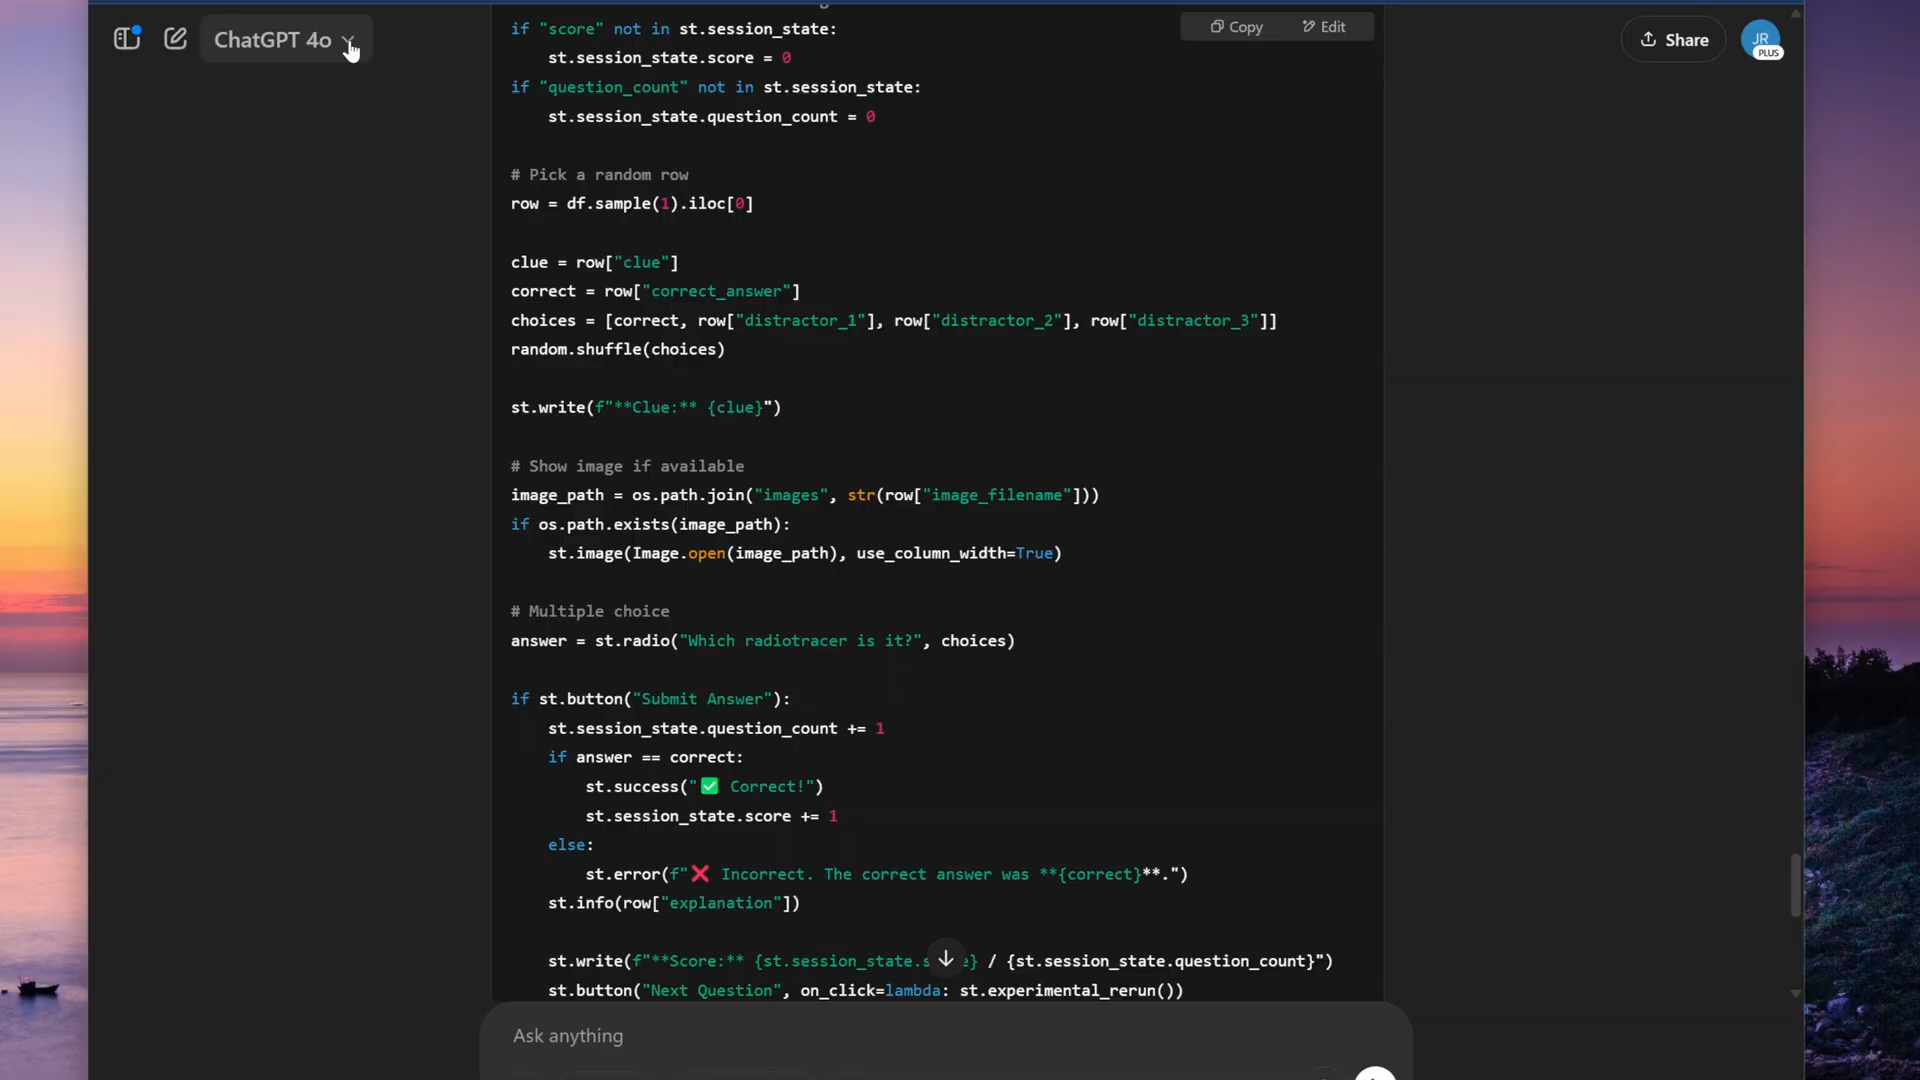 ChatGPT 4o
Share
JR
PLUS
Copy
Edit
if "score" not in st.session_state:
    st.session_state.score = 0
if "question_count" not in st.session_state:
    st.session_state.question_count = 0
# Pick a random row
row = df.sample(1).iloc[0]
clue = row["clue"]
correct = row["correct_answer"]
choices = [correct, row["distractor_1"], row["distractor_2"], row["distractor_3"]]
random.shuffle(choices)
st.write(f"**Clue:** {clue}")
# Show image if available
image_path = os.path.join("images", str(row["image_filename"]))
if os.path.exists(image_path):
    st.image(Image.open(image_path), use_column_width=True)
# Multiple choice
answer = st.radio("Which radiotracer is it?", choices)
if st.button("Submit Answer"):
    st.session_state.question_count += 1
    if answer == correct:
        st.success("✅ Correct!")
        st.session_state.score += 1
    else:
        st.error(f"❌ Incorrect. The correct answer was **{correct}**.")
    st.info(row["explanation"])
    st.write(f"**Score:** {st.session_state.s e} / {st.session_state.question_count}")
    st.button("Next Question", on_click=lambda: st.experimental_rerun())
Ask anything